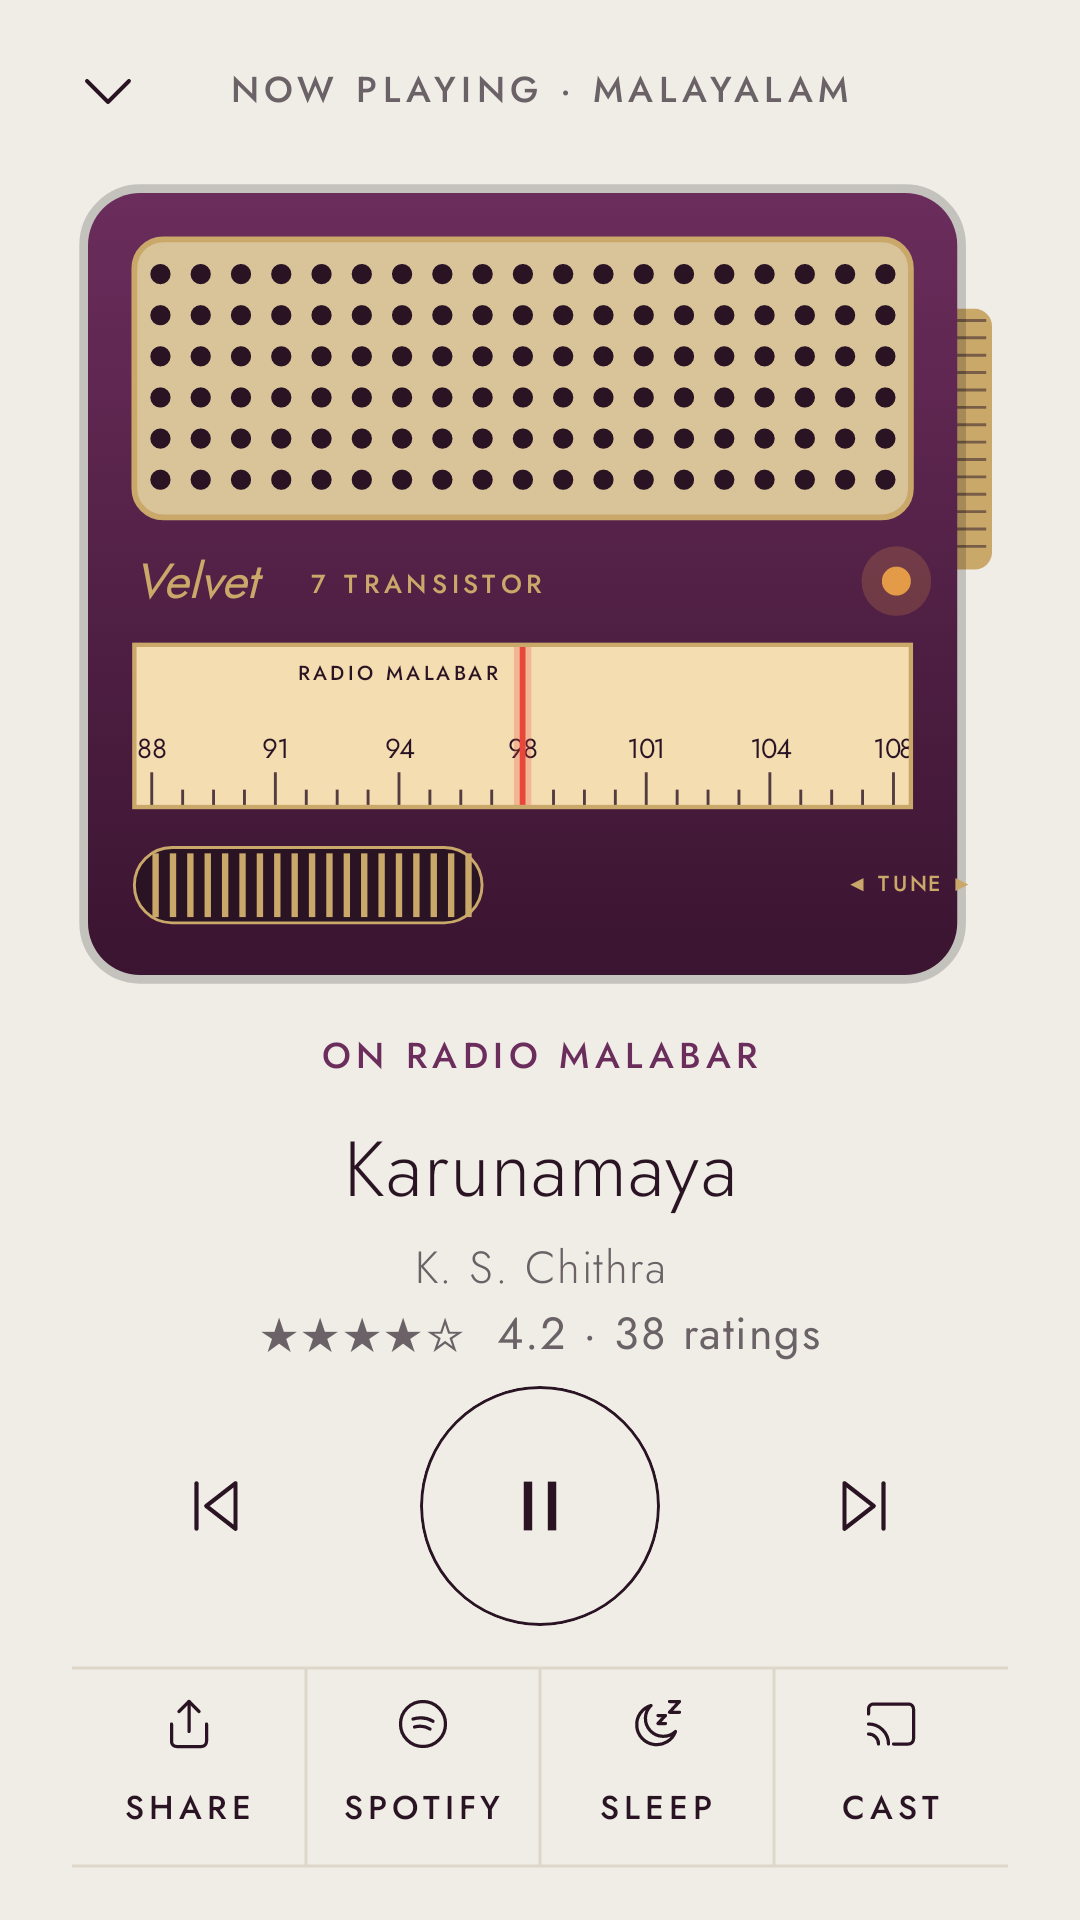 NOW PLAYING · MALAYALAM
Velvet 7 TRANSISTOR
RADIO MALABAR
88 91 94 98 101 104 108
◄ TUNE ►
ON RADIO MALABAR
Karunamaya
K. S. Chithra
★★★★☆ 4.2 · 38 ratings
SHARE SPOTIFY SLEEP CAST